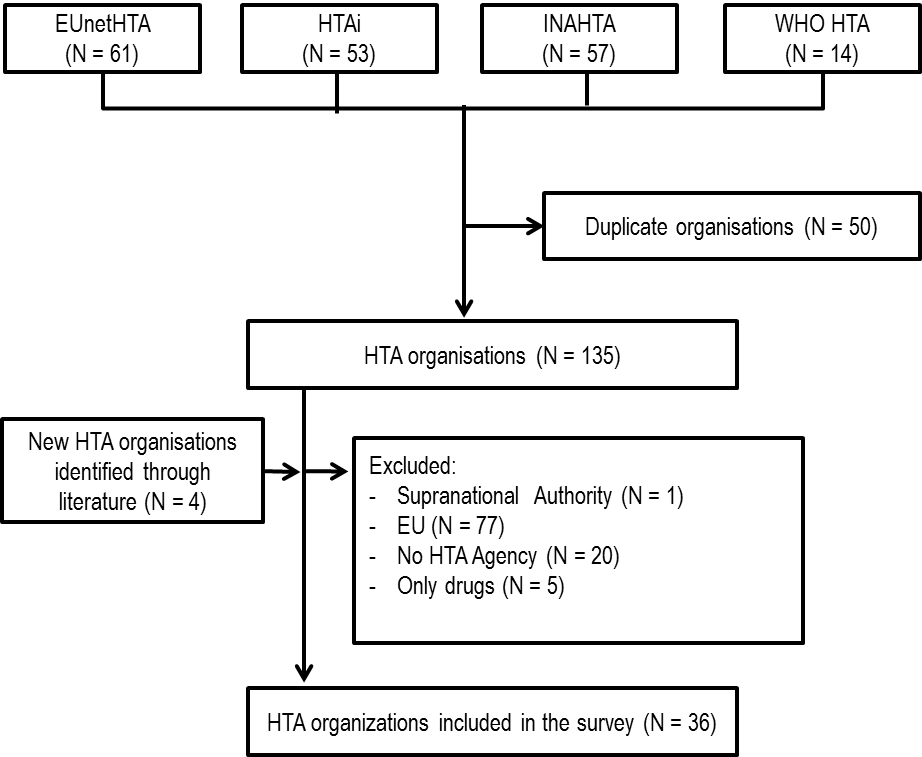 EUnetHTA
(N = 61)
HTAi
(N = 53)
INAHTA
(N = 57)
WHO HTA
(N = 14)
Duplicate organisations (N = 50)
HTA organisations (N = 135)
New HTA organisations
identified through
literature (N = 4)
Excluded:
- Supranational Authority (N = 1)
- EU (N = 77)
- No HTA Agency (N = 20)
- Only drugs (N = 5)
HTA organizations included in the survey (N = 36)